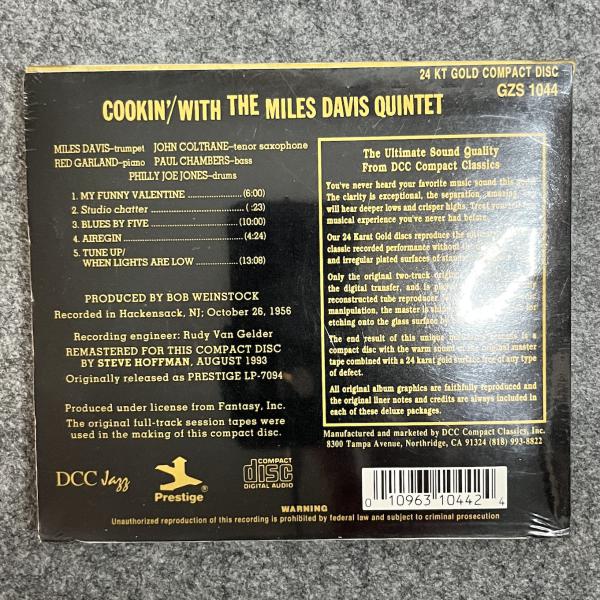 24 KT GOLD COMPACT DISC
GZS 1044
COOKIN'/WITH THE MILES DAVIS QUINTET
MILES DAVIS–trumpet JOHN COLTRANE–tenor saxophone
RED GARLAND–piano PAUL CHAMBERS–bass
PHILLY JOE JONES–drums
1. MY FUNNY VALENTINE (6:00)
2. Studio chatter (:23)
3. BLUES BY FIVE (10:00)
4. AIREGIN (4:24)
5. TUNE UP/
WHEN LIGHTS ARE LOW (13:08)
PRODUCED BY BOB WEINSTOCK
Recorded in Hackensack, NJ; October 26, 1956
Recording engineer: Rudy Van Gelder
REMASTERED FOR THIS COMPACT DISC
BY STEVE HOFFMAN, AUGUST 1993
Originally released as PRESTIGE LP-7094
Produced under license from Fantasy, Inc.
The original full-track session tapes were
used in the making of this compact disc.
The Ultimate Sound Quality
From DCC Compact Classics
You've never heard your favorite music sound this good
The clarity is exceptional, the separation, amazing
will hear deeper lows and crisper highs. Treat yourself
musical experience you've never had before.
Our 24 Karat Gold discs reproduce the
classic recorded performance without the
and irregular plated surfaces of
Only the original two-track
the digital transfer, and is
reconstructed tube reproducer.
manipulation, the master is
etching onto the glass surface
The end result of this unique is a
compact disc with the warm sound original master
tape combined with a 24 karat gold surface free of any type
of defect.
All original album graphics are faithfully reproduced and
the original liner notes and credits are always included in
each of these deluxe packages.
Manufactured and marketed by DCC Compact Classics, Inc.
8300 Tampa Avenue, Northridge, CA 91324 (818) 993-8822
DCC Jazz
Prestige
COMPACT
disc
DIGITAL AUDIO
0 10963 10442 4
WARNING
Unauthorized reproduction of this recording is prohibited by federal law and subject to criminal prosecution